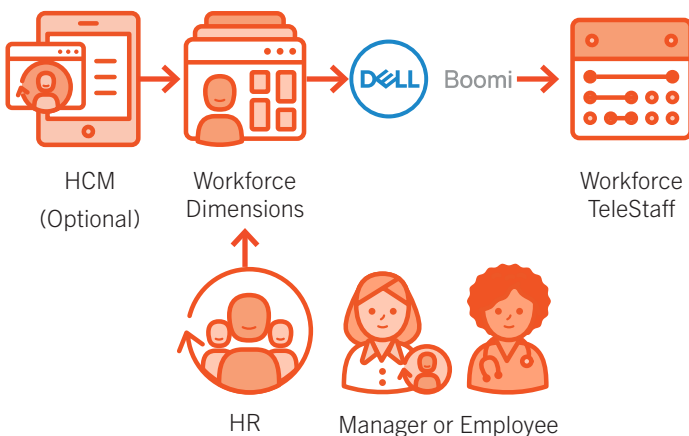 DELL Boomi
HCM
(Optional)
Workforce
Dimensions
Workforce
TeleStaff
HR
Manager or Employee